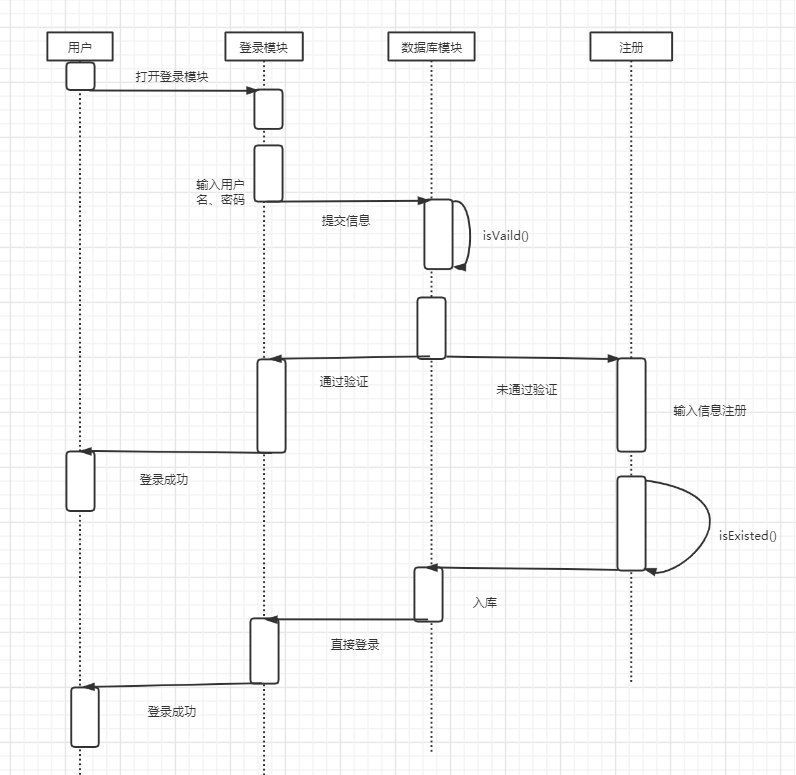 用户
登录模块
数据库模块
注册
打开登录模块
输入用户
名、密码
提交信息
isVaild()
通过验证
未通过验证
输入信息注册
登录成功
isExisted()
入库
直接登录
登录成功